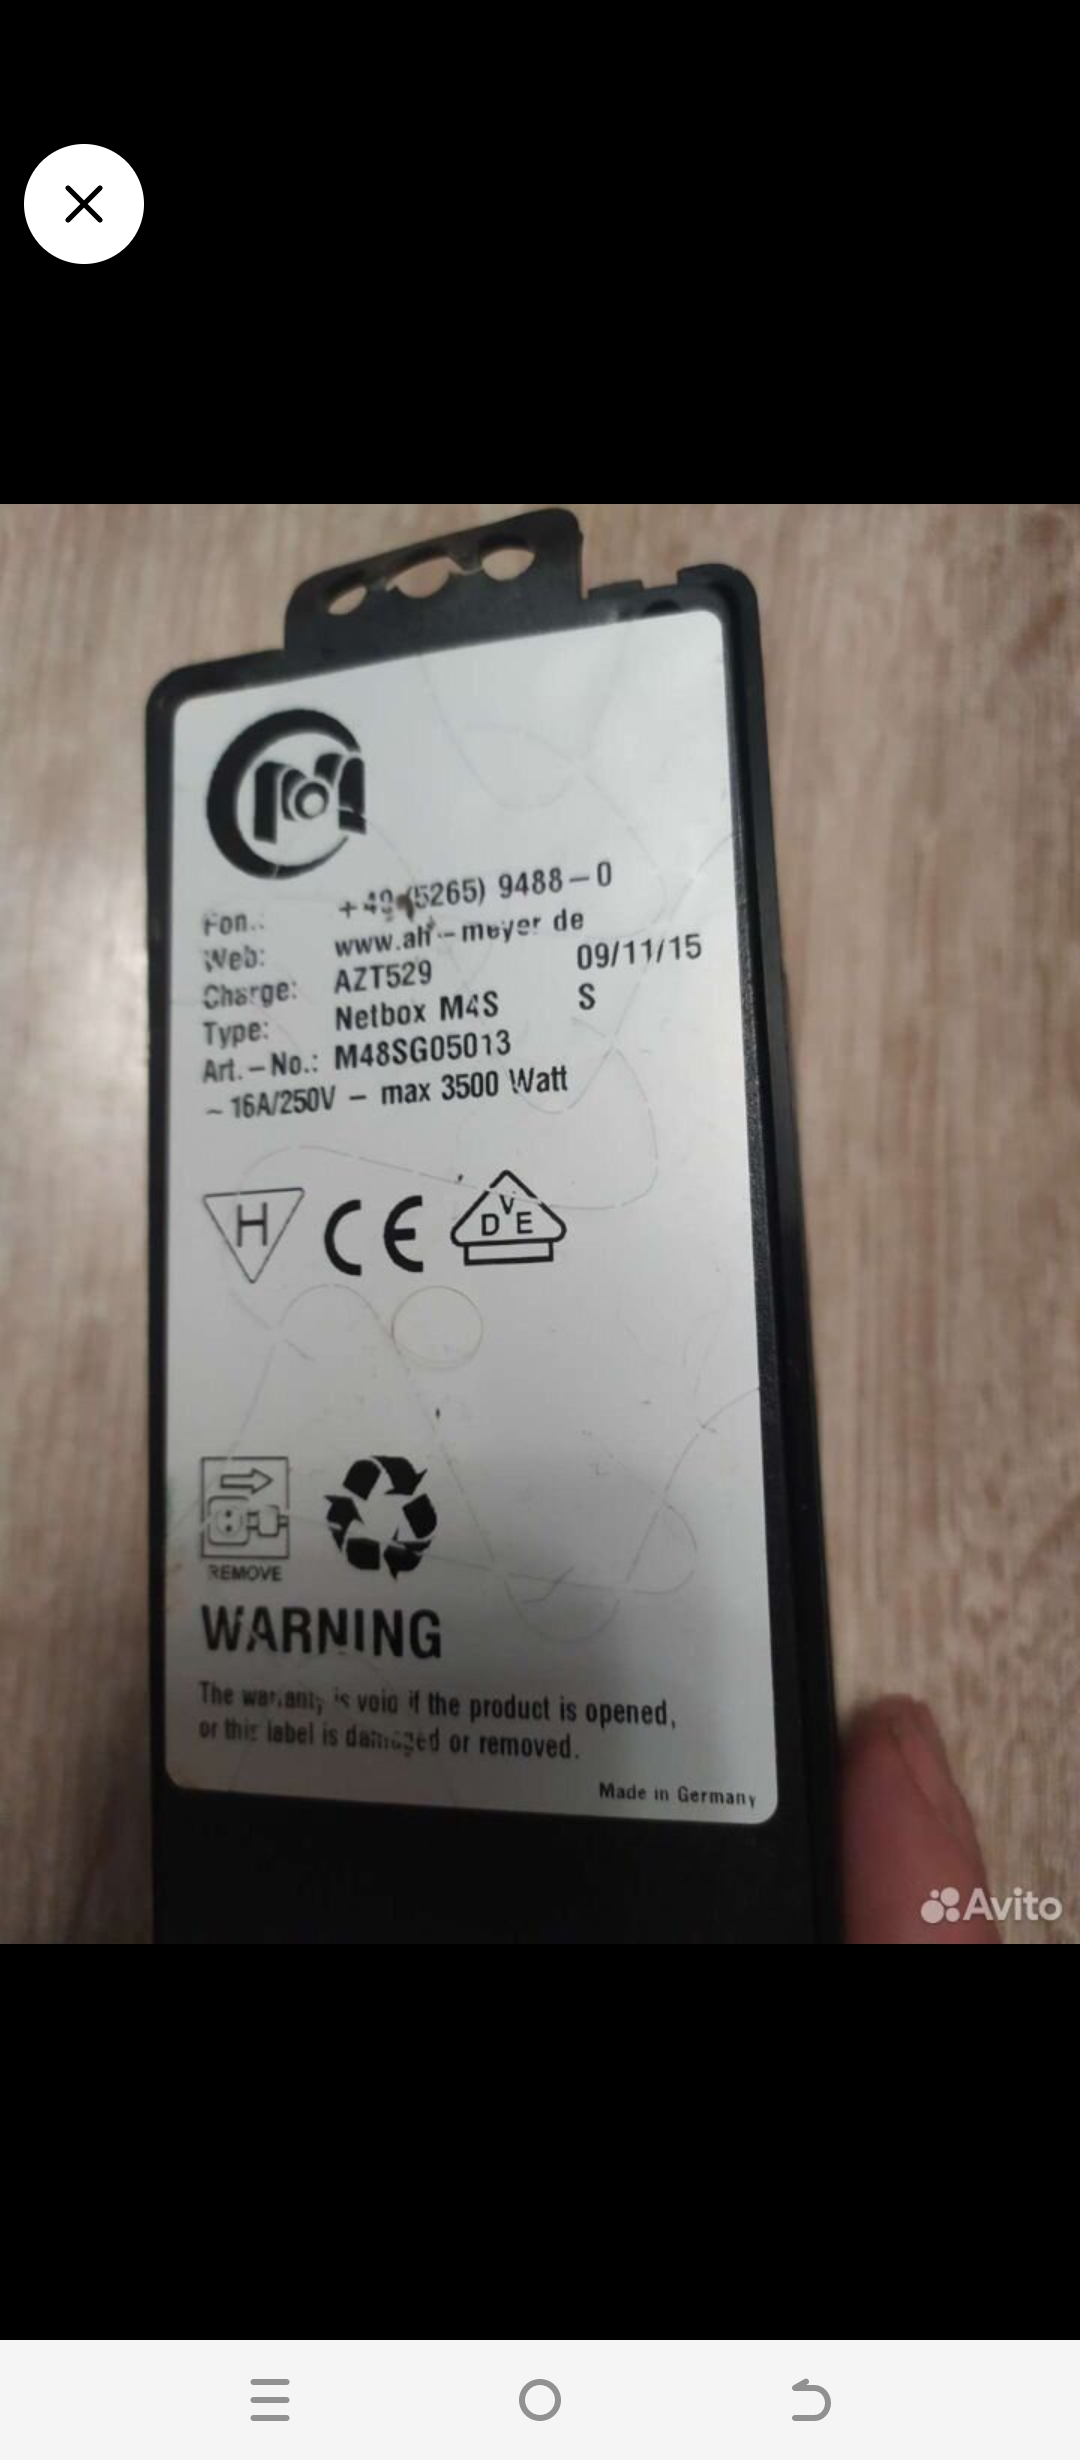 Fon.: +49 (5265) 9488-0
Web: www.alf-meyer.de
Charge: AZT529 09/11/15
Type: Netbox M4S S
Art.-No.: M48SG05013
~ 16A/250V - max 3500 Watt
H CE DVE
REMOVE
WARNING
The warranty is void if the product is opened,
or this label is damaged or removed.
Made in Germany
Avito